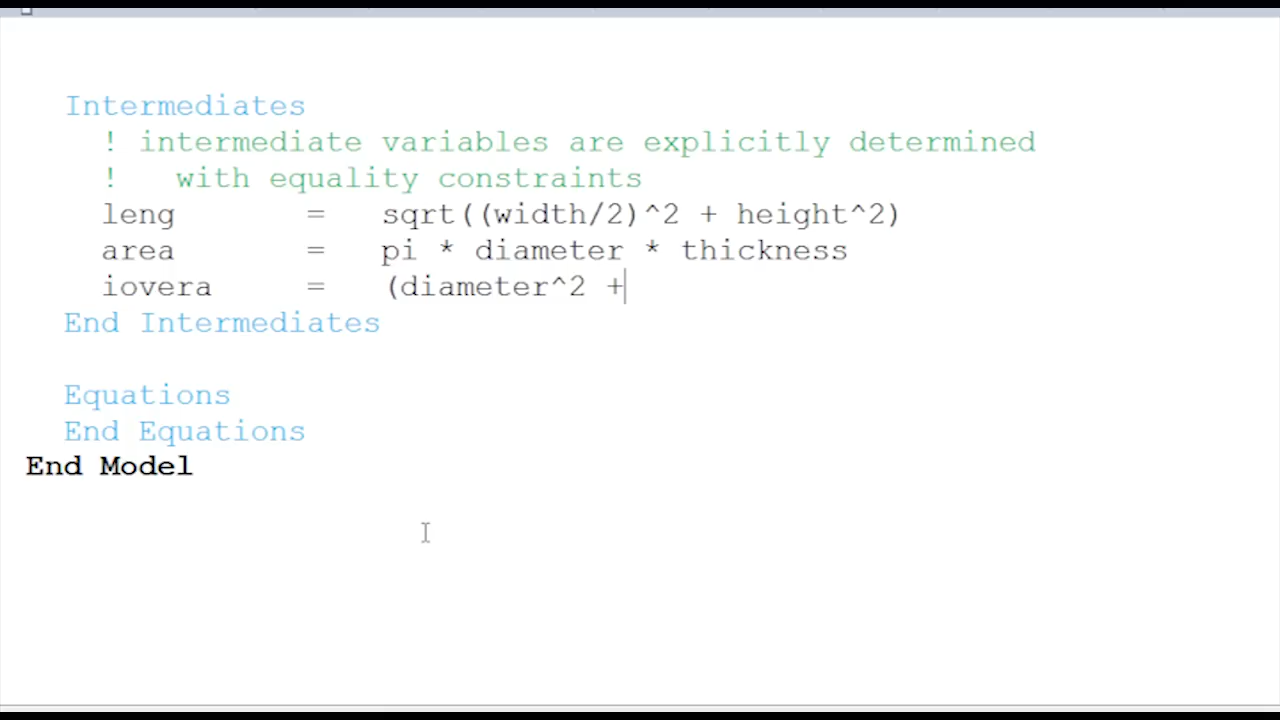 Intermediates
! intermediate variables are explicitly determined
! with equality constraints
leng = sqrt((width/2)^2 + height^2)
area = pi * diameter * thickness
iovera = (diameter^2 +
End Intermediates
Equations
End Equations
End Model